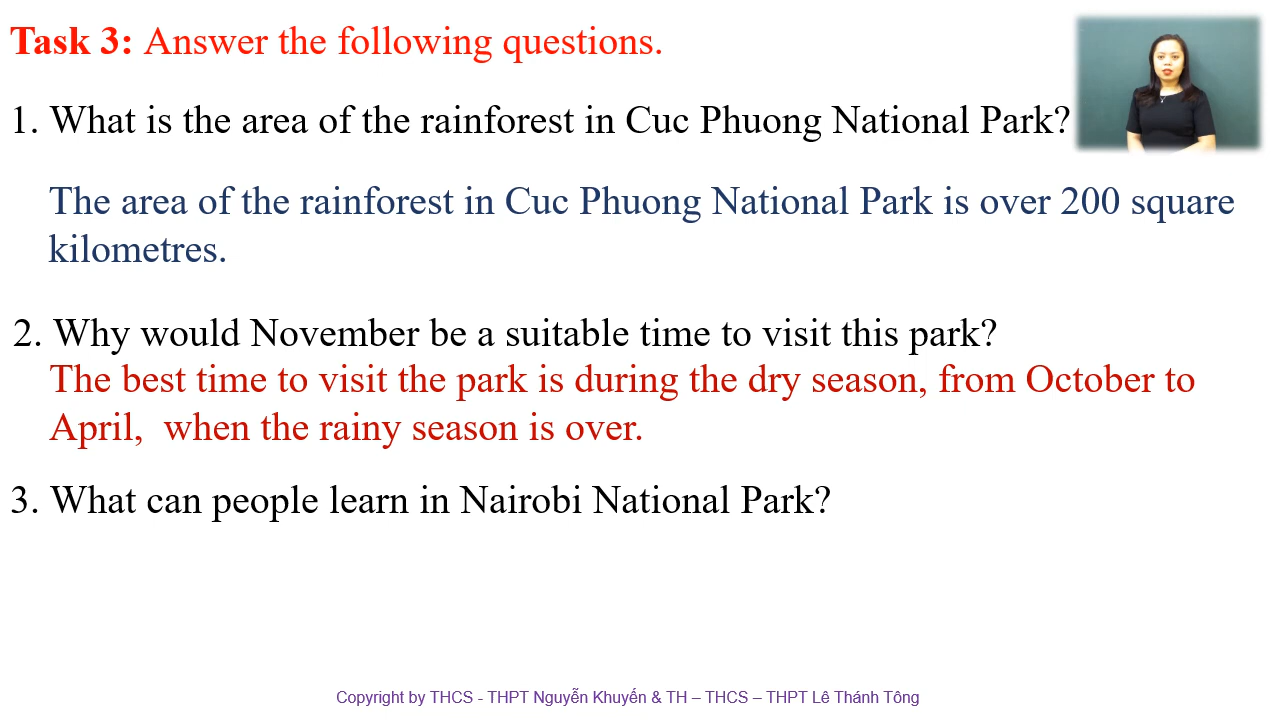 Task 3: Answer the following questions.
1. What is the area of the rainforest in Cuc Phuong National Park?
The area of the rainforest in Cuc Phuong National Park is over 200 square
kilometres.
2. Why would November be a suitable time to visit this park?
The best time to visit the park is during the dry season, from October to
April,  when the rainy season is over.
3. What can people learn in Nairobi National Park?
Copyright by THCS - THPT Nguyễn Khuyến & TH – THCS – THPT Lê Thánh Tông